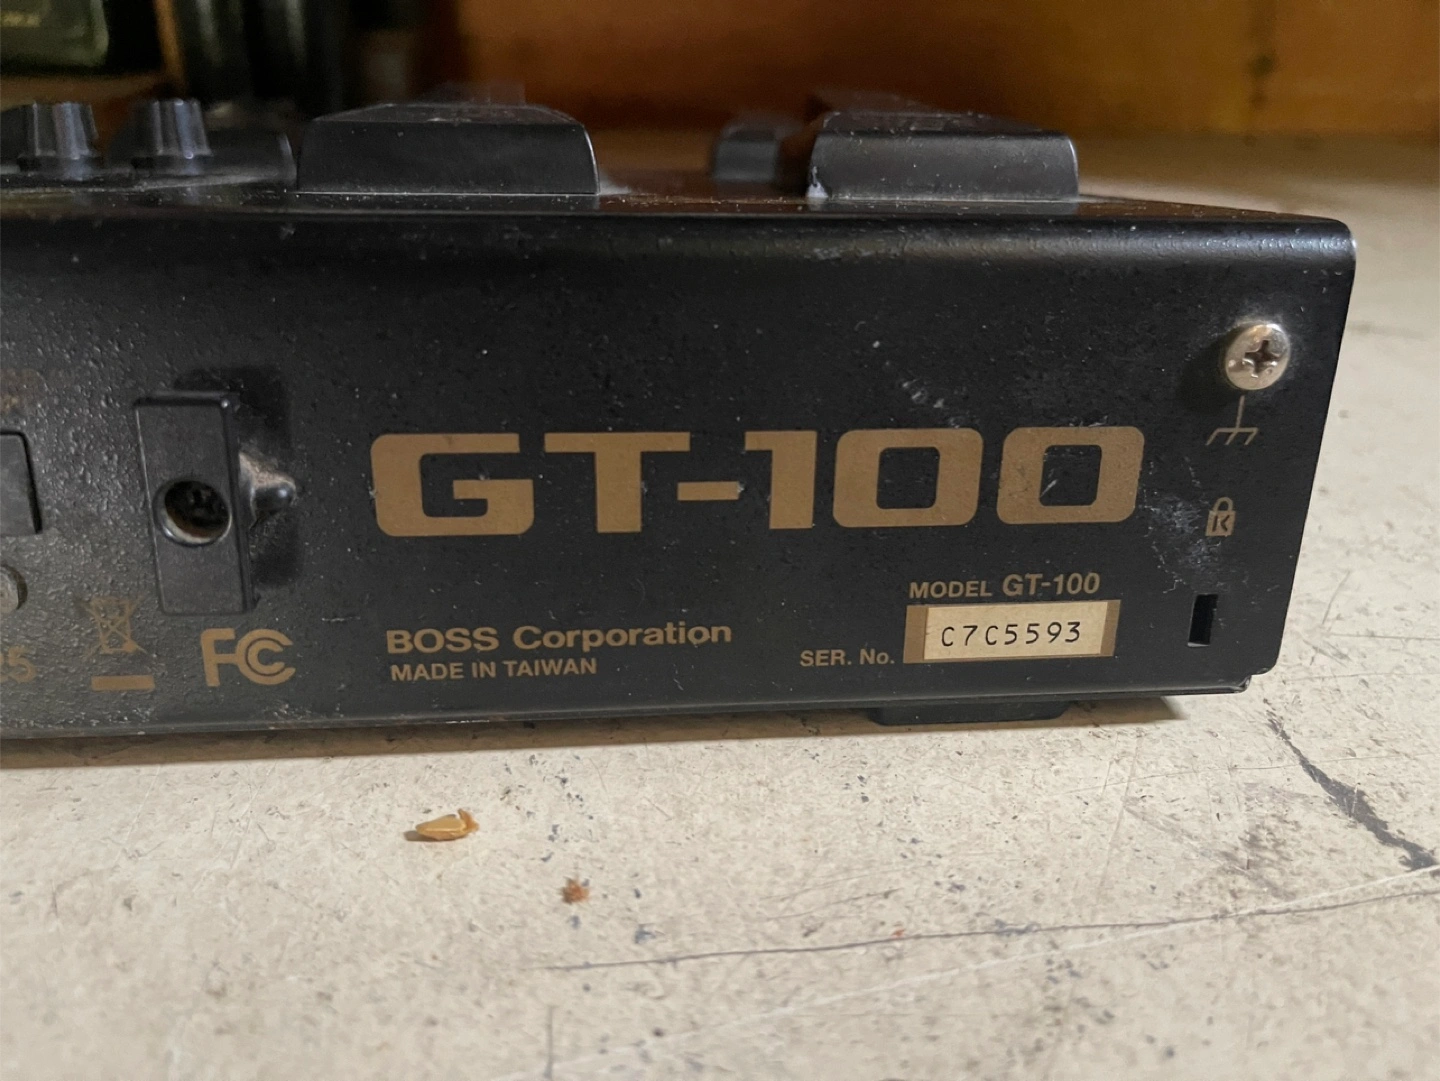 GT-100
MODEL GT-100
SER. No. C7C5593
BOSS Corporation
MADE IN TAIWAN
FC